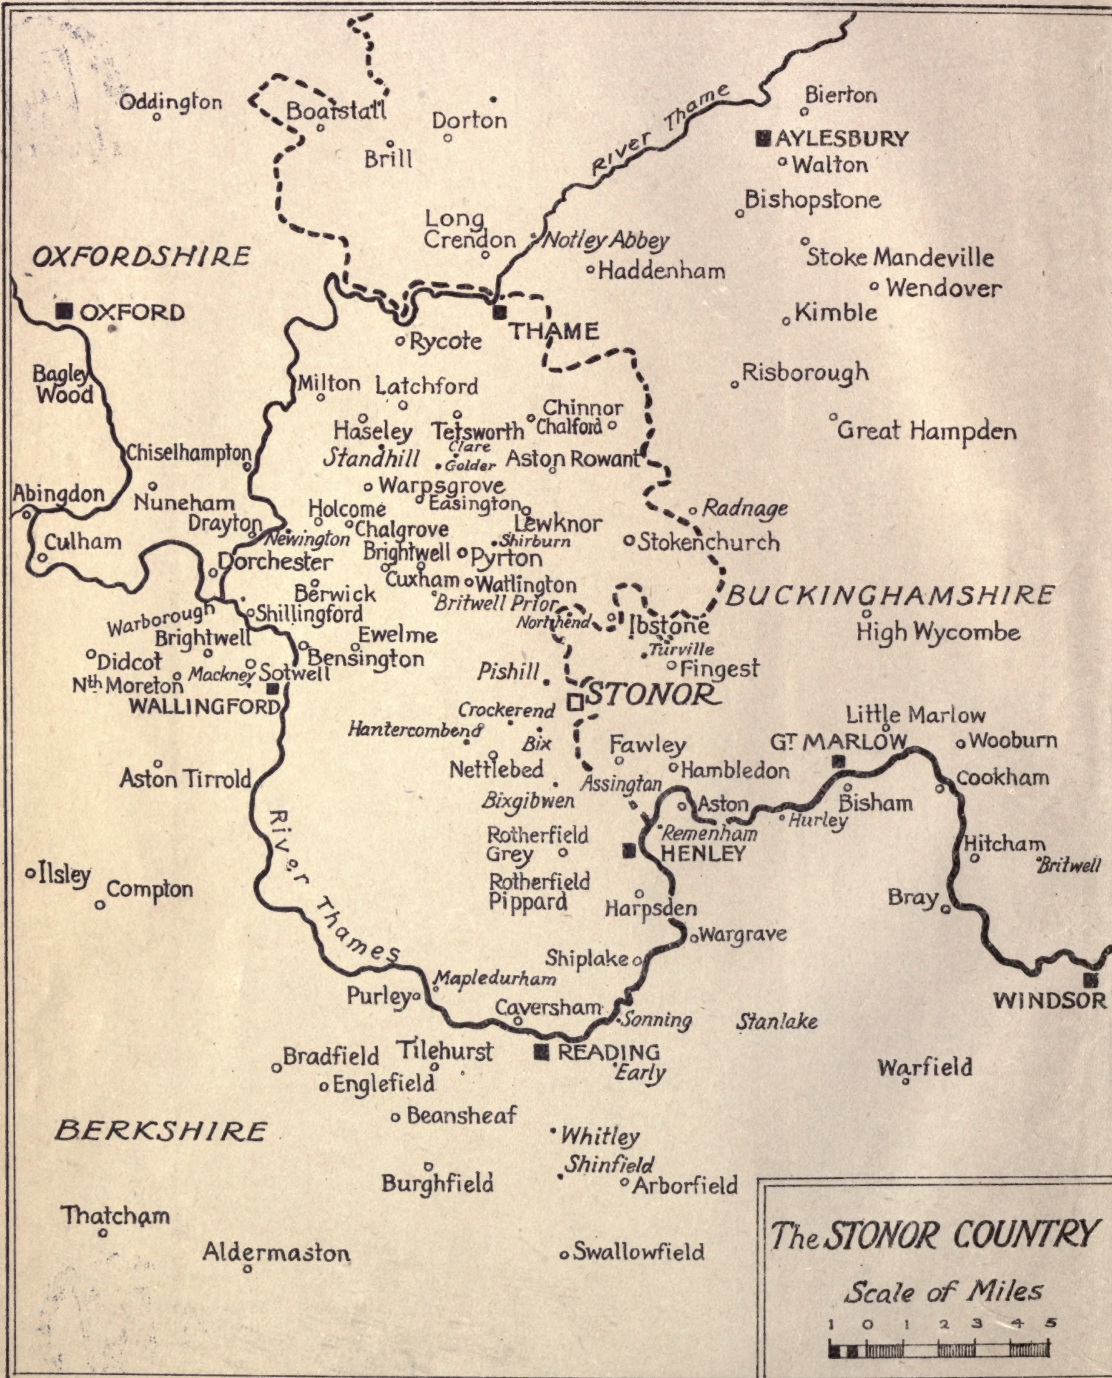 Oddington
Boarstall
Dorton
Brill
River Thame
Bierton
AYLESBURY
Walton
Bishopstone
Long
Crendon
Notley Abbey
Haddenham
Stoke Mandeville
Wendover
Kimble
OXFORDSHIRE
OXFORD
THAME
Rycote
Risborough
Great Hampden
Bagley
Wood
Milton
Latchford
Chinnor
Haseley
Tetsworth
Chalford
Standhill
Clare
Golder
Aston Rowant
Chiselhampton
Abingdon
Nuneham
Warpsgrove
Easington
Radnage
Drayton
Holcome
Chalgrove
Lewknor
Culham
Newington
Shirburn
Stokenchurch
Brightwell
Pyrton
Dorchester
Cuxham
Watlington
Berwick
Britwell Prior
BUCKINGHAMSHIRE
Warborough
Shillingford
Northend
Ibstone
High Wycombe
Brightwell
Ewelme
Turville
Didcot
Bensington
Fingest
Nth Moreton
Mackney
Sotwell
Pishill
STONOR
WALLINGFORD
Crockerend
Little Marlow
Hantercombend
Bix
Fawley
GT. MARLOW
Wooburn
Aston Tirrold
Nettlebed
Assington
Hambledon
Cookham
Bixgibwen
Aston
Bisham
Hurley
River Thames
Rotherfield
Grey
Remenham
HENLEY
Hitcham
Britwell
Ilsley
Compton
Rotherfield
Pippard
Harpsden
Bray
Wargrave
Shiplake
Mapledurham
Purley
Caversham
Sonning
Stanlake
WINDSOR
Bradfield
Tilehurst
READING
Early
Warfield
Englefield
Beansheaf
BERKSHIRE
Whitley
Shinfield
Burghfield
Arborfield
Thatcham
Aldermaston
Swallowfield
The STONOR COUNTRY
Scale of Miles
1 0 1 2 3 4 5